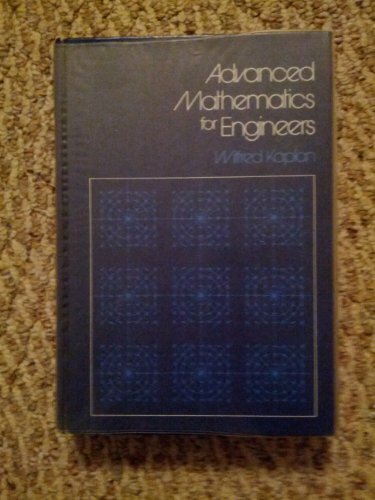 Advanced
Mathematics
for Engineers
Wilfred Kaplan